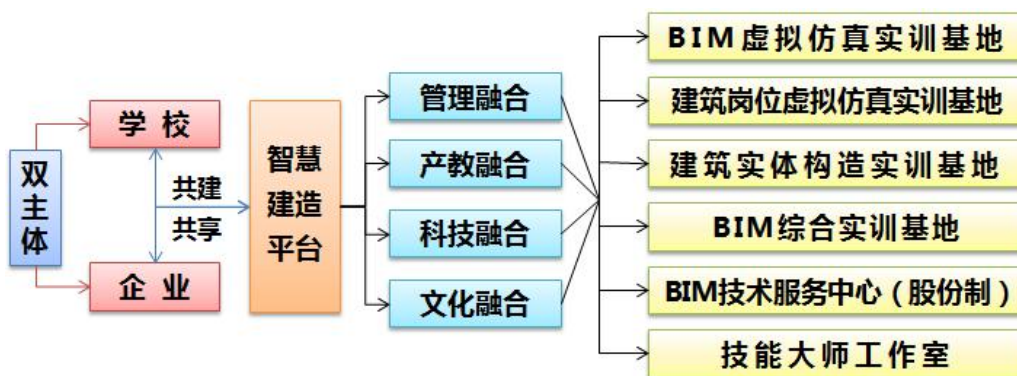 双主体
学校
企业
共建
共享
智慧
建造
平台
管理融合
产教融合
科技融合
文化融合
BIM虚拟仿真实训基地
建筑岗位虚拟仿真实训基地
建筑实体构造实训基地
BIM综合实训基地
BIM技术服务中心（股份制）
技能大师工作室